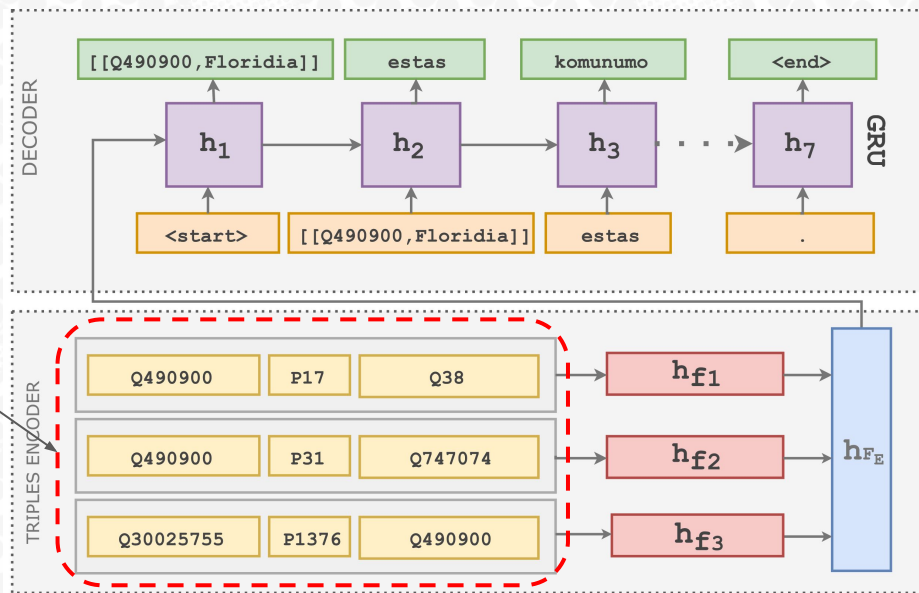 DECODER
[[Q490900,Floridia]] estas komunumo <end>
h1 h2 h3 h7 GRU
<start> [[Q490900,Floridia]] estas .
TRIPLES ENCODER
Q490900 P17 Q38 hf1
Q490900 P31 Q747074 hf2
hFE
Q30025755 P1376 Q490900 hf3